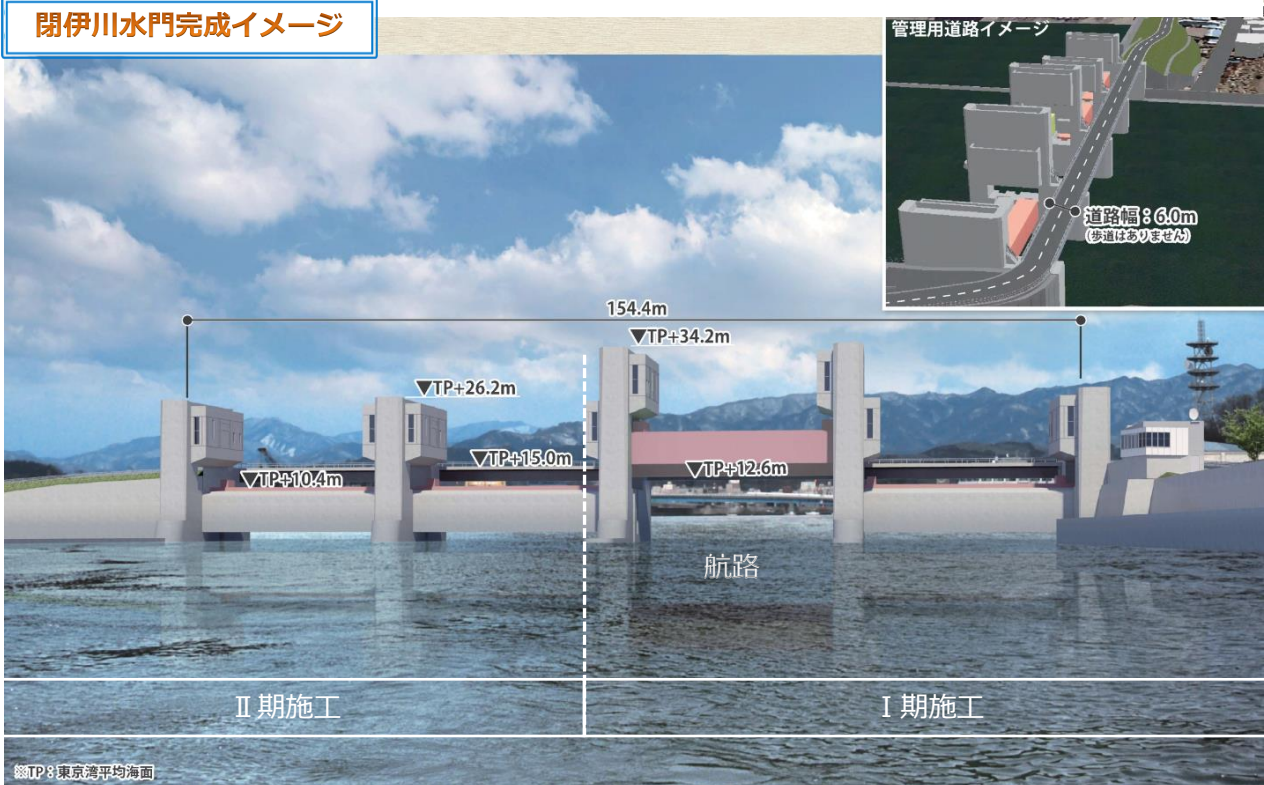 閉伊川水門完成イメージ
管理用道路イメージ
道路幅：6.0m
(歩道はありません)
154.4m
▼TP+34.2m
▼TP+26.2m
▽TP+15.0m
▽TP+12.6m
▽TP+10.4m
航路
Ⅱ期施工
Ⅰ期施工
※TP：東京湾平均海面